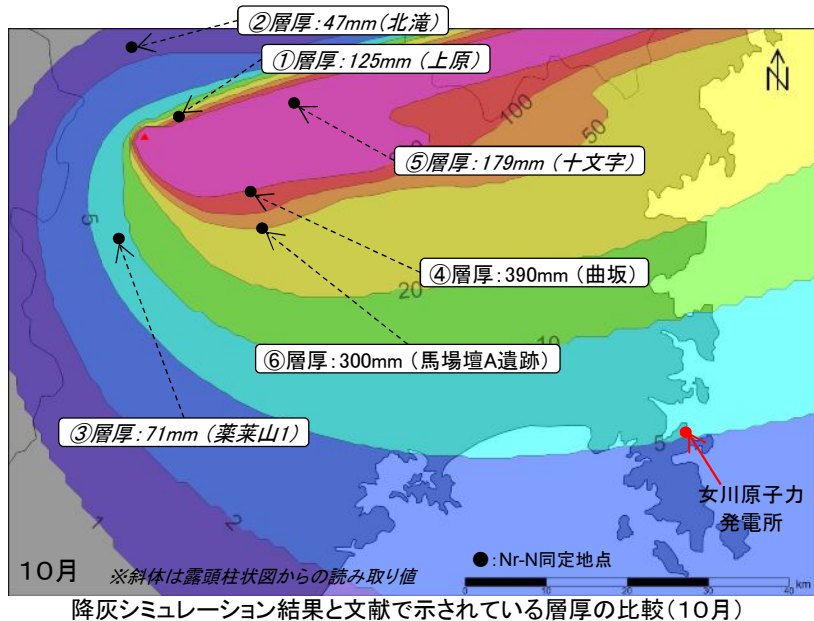 ②層厚:47mm(北滝)
①層厚:125mm(上原)
N
100
50
⑤層厚:179mm(十文字)
5
④層厚:390mm(曲坂)
20
10
⑥層厚:300mm(馬場壇A遺跡)
③層厚:71mm(薬莱山1)
5
女川原子力
発電所
1
2
10月
※斜体は露頭柱状図からの読み取り値
●:Nr-N同定地点
0 10 20 30 40
km
降灰シミュレーション結果と文献で示されている層厚の比較(10月)